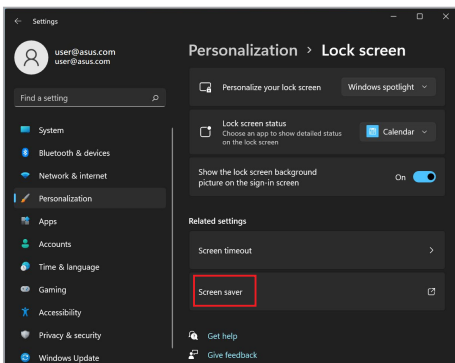 Settings
user@asus.com
user@asus.com
Find a setting
System
Bluetooth & devices
Network & internet
Personalization
Apps
Accounts
Time & language
Gaming
Accessibility
Privacy & security
Windows Update
Personalization > Lock screen
Personalize your lock screen
Windows spotlight
Lock screen status
Choose an app to show detailed status
on the lock screen
Calendar
Show the lock screen background
picture on the sign-in screen
On
Related settings
Screen timeout
Screen saver
Get help
Give feedback